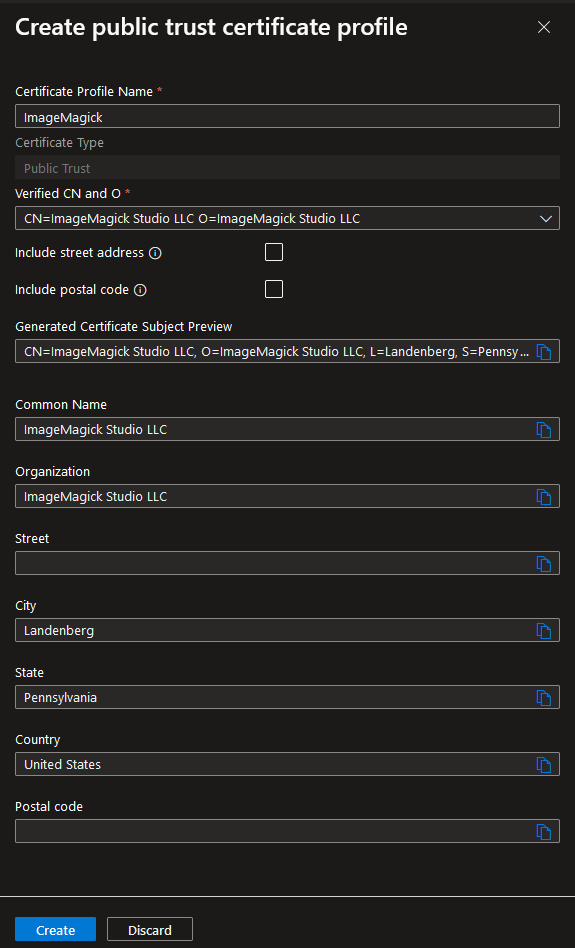 Create public trust certificate profile
Certificate Profile Name *
ImageMagick
Certificate Type
Public Trust
Verified CN and O *
CN=ImageMagick Studio LLC O=ImageMagick Studio LLC
Include street address
Include postal code
Generated Certificate Subject Preview
CN=ImageMagick Studio LLC, O=ImageMagick Studio LLC, L=Landenberg, S=Pennsy...
Common Name
ImageMagick Studio LLC
Organization
ImageMagick Studio LLC
Street
City
Landenberg
State
Pennsylvania
Country
United States
Postal code
Create Discard